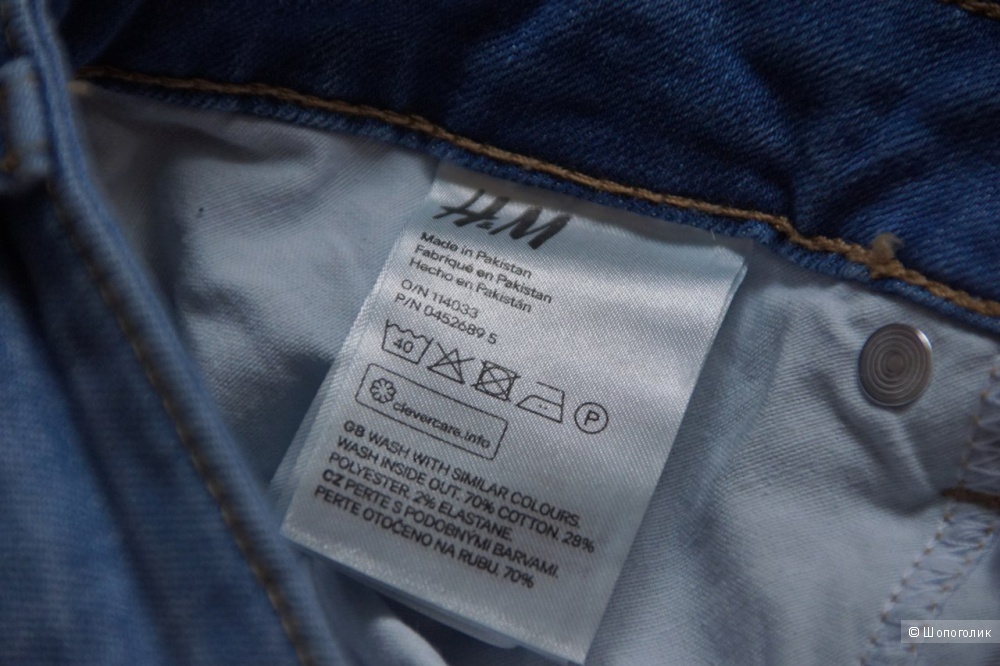 H&M
Made in Pakistan
Fabriqué en Pakistan
Hecho en Pakistán
O/N 114033
P/N 0452689 5
40
P
clevercare.info
GB WASH WITH SIMILAR COLOURS.
WASH INSIDE OUT. 70% COTTON. 28%
POLYESTER. 2% ELASTANE.
CZ PERTE S PODOBNÝMI BARVAMI.
PERTE OTOČENO NA RUBU. 70%
© Шопоголик